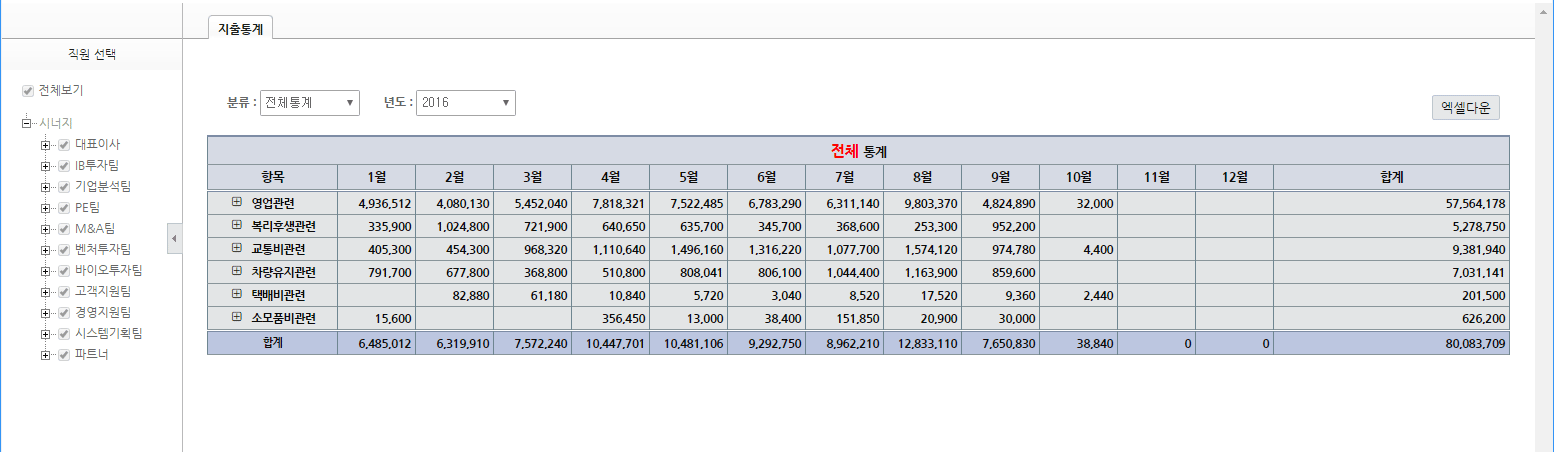 지출통계
직원 선택
전체보기
시너지
대표이사
IB투자팀
기업분석팀
PE팀
M&A팀
벤처투자팀
바이오투자팀
고객지원팀
경영지원팀
시스템기획팀
파트너
분류 : 전체통계 년도 : 2016
엑셀다운
전체 통계
항목 1월 2월 3월 4월 5월 6월 7월 8월 9월 10월 11월 12월 합계
영업관련 4,936,512 4,080,130 5,452,040 7,818,321 7,522,485 6,783,290 6,311,140 9,803,370 4,824,890 32,000 57,564,178
복리후생관련 335,900 1,024,800 721,900 640,650 635,700 345,700 368,600 253,300 952,200 5,278,750
교통비관련 405,300 454,300 968,320 1,110,640 1,496,160 1,316,220 1,077,700 1,574,120 974,780 4,400 9,381,940
차량유지관련 791,700 677,800 368,800 510,800 808,041 806,100 1,044,400 1,163,900 859,600 7,031,141
택배비관련 82,880 61,180 10,840 5,720 3,040 8,520 17,520 9,360 2,440 201,500
소모품비관련 15,600 356,450 13,000 38,400 151,850 20,900 30,000 626,200
합계 6,485,012 6,319,910 7,572,240 10,447,701 10,481,106 9,292,750 8,962,210 12,833,110 7,650,830 38,840 0 0 80,083,709